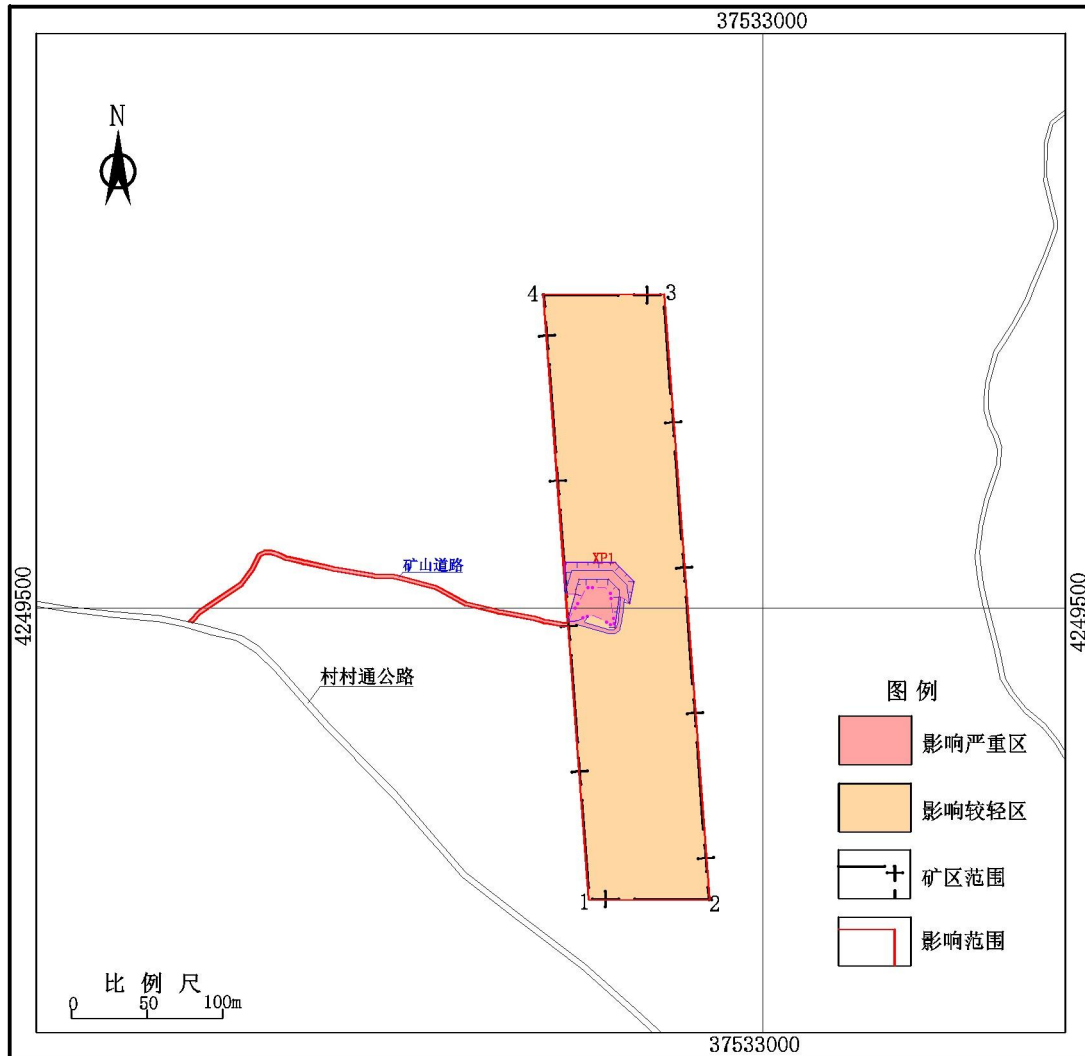 37533000
N
4
3
XP1
矿山道路
4249500
4249500
村村通公路
图例
影响严重区
影响较轻区
矿区范围
影响范围
1
2
比例尺
0 50 100m
37533000